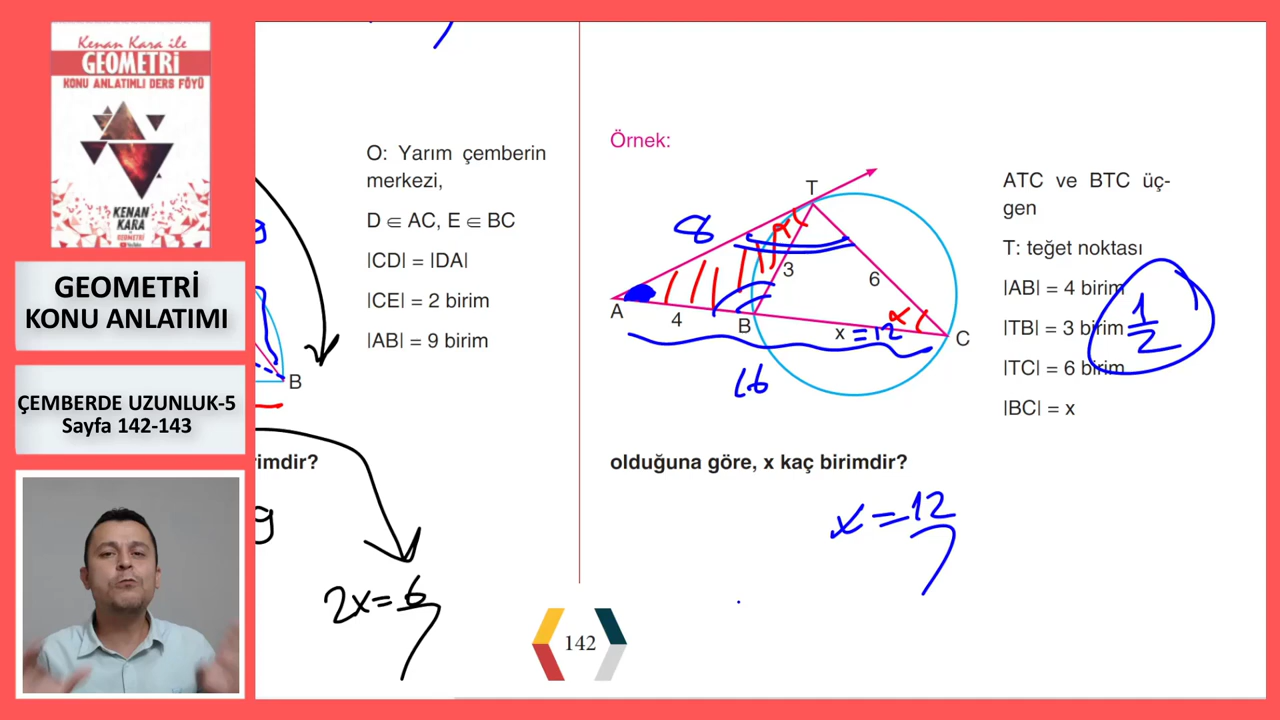 Kenan Kara ile
GEOMETRİ
KONU ANLATIMLI DERS FÖYÜ
KENAN
KARA
GEOMETRİ KONU ANLATIMI
ÇEMBERDE UZUNLUK-5
Sayfa 142-143
O: Yarım çemberin
merkezi,
D ∈ AC, E ∈ BC
|CD| = |DA|
|CE| = 2 birim
|AB| = 9 birim
B
rimdir?
9
2x = 6
Örnek:
T
8
α
3
6
A
4
B
x = 12
α
C
16
ATC ve BTC üç-
gen
T: teğet noktası
|AB| = 4 birim
|TB| = 3 birim
|TC| = 6 birim
|BC| = x
1/2
olduğuna göre, x kaç birimdir?
x = 12
142